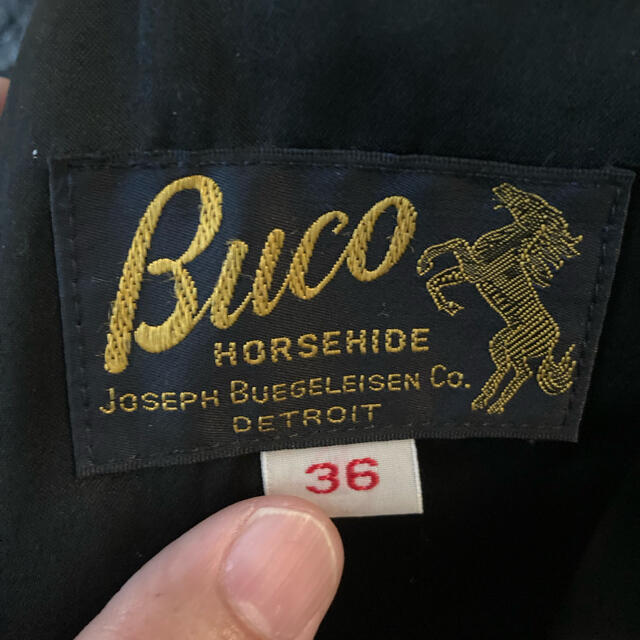 Buco
HORSEHIDE
JOSEPH BUEGELEISEN CO.
DETROIT
36